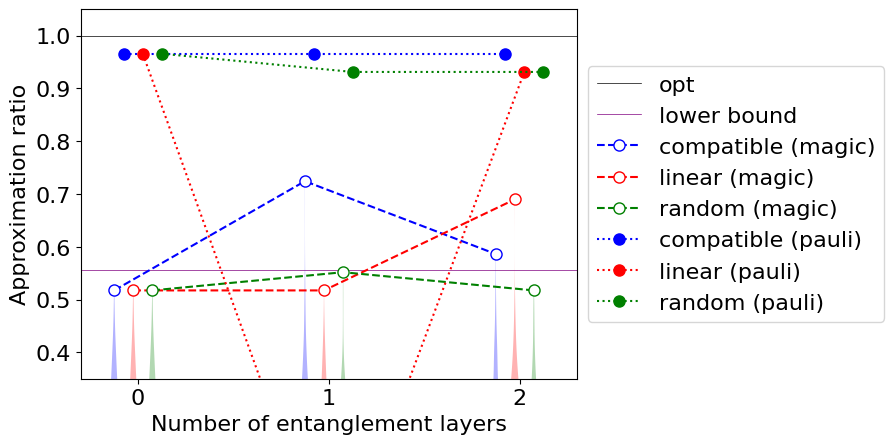 Approximation ratio
1.0
0.9
0.8
0.7
0.6
0.5
0.4
0
1
2
Number of entanglement layers
opt
lower bound
compatible (magic)
linear (magic)
random (magic)
compatible (pauli)
linear (pauli)
random (pauli)